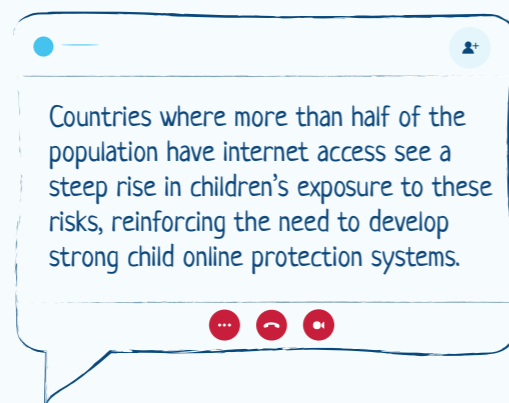 Countries where more than half of the
population have internet access see a
steep rise in children's exposure to these
risks, reinforcing the need to develop
strong child online protection systems.